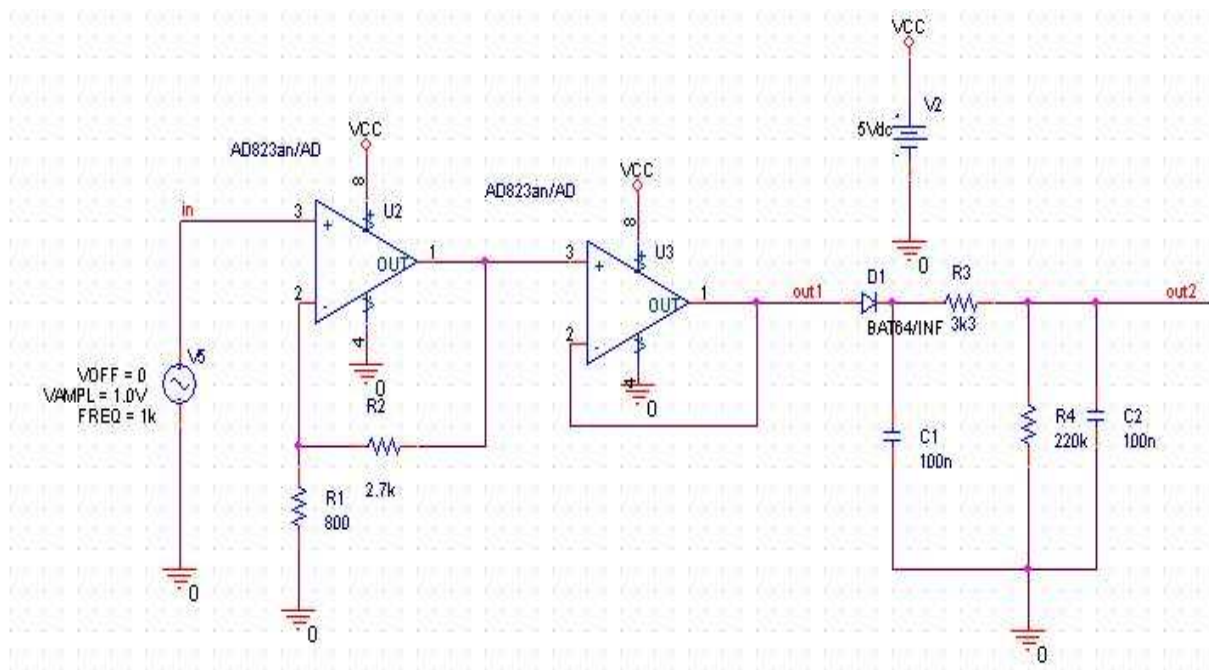 VCC
V2
5Vdc
0
AD823an/AD
VCC
8
U2
in
3
+
OUT
1
2
-
4
0
AD823an/AD
VCC
8
U3
3
+
OUT
1
2
-
4
0
V5
VOFF = 0
VAMPL = 1.0V
FREQ = 1k
0
R2
2.7k
R1
800
0
out1
D1
BAT64/INF
R3
3k3
out2
C1
100n
R4
220k
C2
100n
0